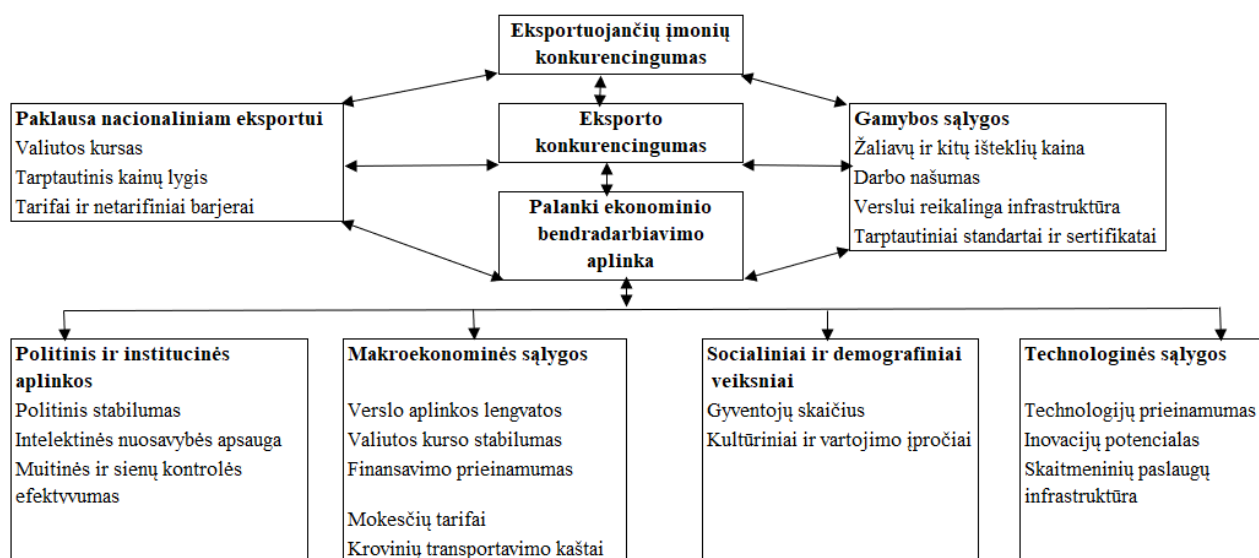 Eksportuojančių įmonių
konkurencingumas
Paklausa nacionaliniam eksportui
Valiutos kursas
Tarptautinis kainų lygis
Tarifai ir netarifiniai barjerai
Eksporto
konkurencingumas
Gamybos sąlygos
Žaliavų ir kitų išteklių kaina
Darbo našumas
Verslui reikalinga infrastruktūra
Tarptautiniai standartai ir sertifikatai
Palanki ekonominio
bendradarbiavimo
aplinka
Politinis ir institucinės
aplinkos
Politinis stabilumas
Intelektinės nuosavybės apsauga
Muitinės ir sienų kontrolės
efektyvumas
Makroekonominės sąlygos
Verslo aplinkos lengvatos
Valiutos kurso stabilumas
Finansavimo prieinamumas
Mokesčių tarifai
Krovinių transportavimo kaštai
Socialiniai ir demografiniai
veiksniai
Gyventojų skaičius
Kultūriniai ir vartojimo įpročiai
Technologinės sąlygos
Technologijų prieinamumas
Inovacijų potencialas
Skaitmeninių paslaugų
infrastruktūra